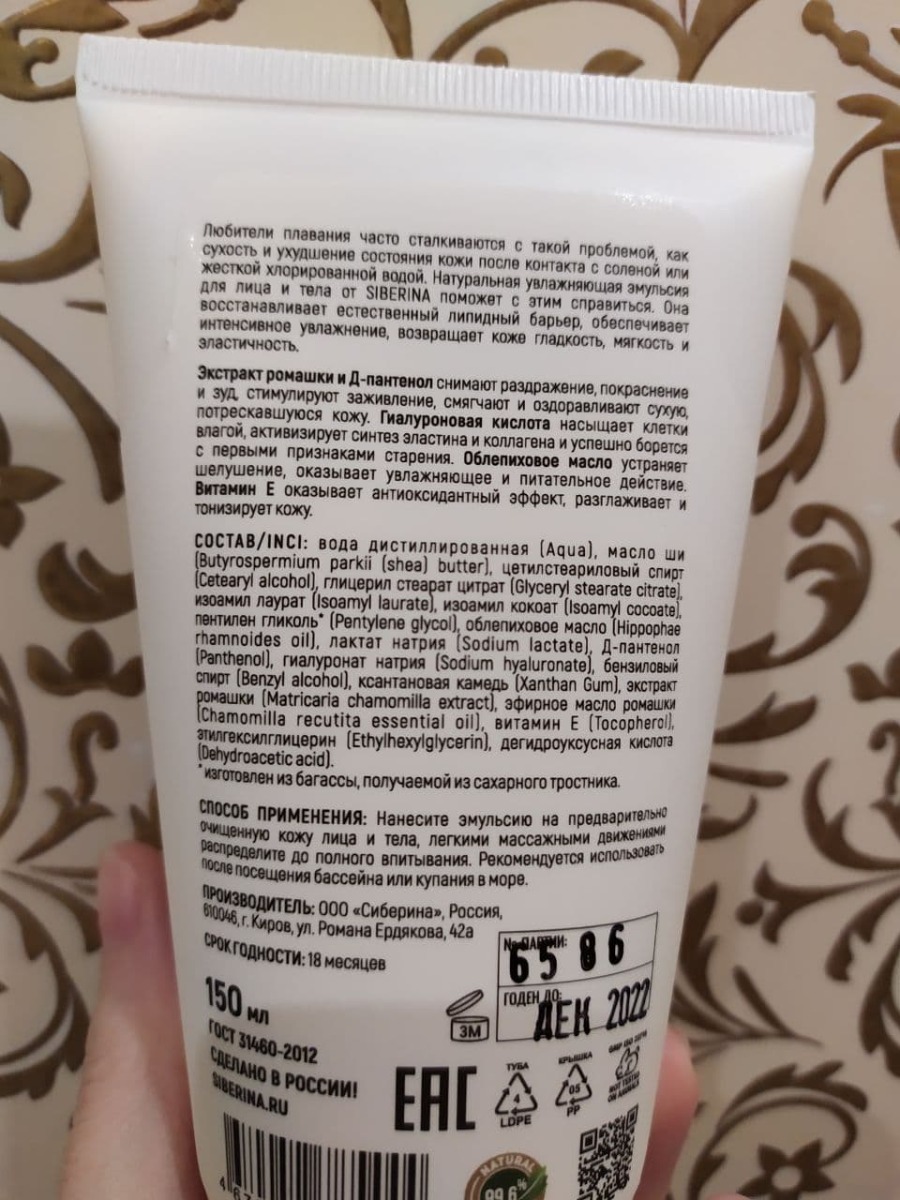 Любители плавания часто сталкиваются с такой проблемой, как
сухость и ухудшение состояния кожи после контакта с соленой или
жесткой хлорированной водой. Натуральная увлажняющая эмульсия
для лица и тела от SIBERINA поможет с этим справиться. Она
восстанавливает естественный липидный барьер, обеспечивает
интенсивное увлажнение, возвращает коже гладкость, мягкость и
эластичность.
Экстракт ромашки и Д-пантенол снимают раздражение, покраснение
и зуд, стимулируют заживление, смягчают и оздоравливают сухую,
потрескавшуюся кожу. Гиалуроновая кислота насыщает клетки
влагой, активизирует синтез эластина и коллагена и успешно борется
с первыми признаками старения. Облепиховое масло устраняет
шелушение, оказывает увлажняющее и питательное действие.
Витамин Е оказывает антиоксидантный эффект, разглаживает и
тонизирует кожу.
СОСТАВ/INCI: вода дистиллированная (Aqua), масло ши
(Butyrospermium parkii (shea) butter), цетилстеариловый спирт
(Cetearyl alcohol), глицерил стеарат цитрат (Glyceryl stearate citrate),
изоамил лаурат (Isoamyl laurate), изоамил кокоат (Isoamyl cocoate),
пентилен гликоль* (Pentylene glycol), облепиховое масло (Hippophae
rhamnoides oil), лактат натрия (Sodium lactate), Д-пантенол
(Panthenol), гиалуронат натрия (Sodium hyaluronate), бензиловый
спирт (Benzyl alcohol), ксантановая камедь (Xanthan Gum), экстракт
ромашки (Matricaria chamomilla extract), эфирное масло ромашки
(Chamomilla recutita essential oil), витамин Е (Tocopherol),
этилгексилглицерин (Ethylhexylglycerin), дегидроуксусная кислота
(Dehydroacetic acid).
*изготовлен из багассы, получаемой из сахарного тростника.
СПОСОБ ПРИМЕНЕНИЯ: Нанесите эмульсию на предварительно
очищенную кожу лица и тела, легкими массажными движениями
распределите до полного впитывания. Рекомендуется использовать
после посещения бассейна или купания в море.
ПРОИЗВОДИТЕЛЬ: ООО «Сиберина», Россия,
610046, г. Киров, ул. Романа Ердякова, 42а
СРОК ГОДНОСТИ: 18 месяцев
№ ПАРТИИ:
6586
ГОДЕН ДО:
ДЕК 2022
3М
150 мл
ГОСТ 31460-2012
СДЕЛАНО В РОССИИ!
SIBERINA.RU
EAC
ТУБА
4
LDPE
КРЫШКА
05
PP
NOT TESTED
ON ANIMALS
NATURAL
99.6%